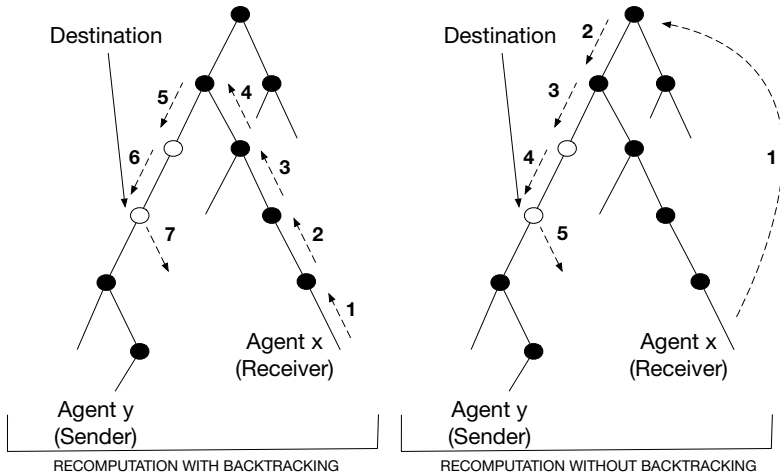 Destination
5
4
6
3
7
2
1
Agent x
(Receiver)
Agent y
(Sender)
RECOMPUTATION WITH BACKTRACKING
Destination
2
3
4
1
5
Agent x
(Receiver)
Agent y
(Sender)
RECOMPUTATION WITHOUT BACKTRACKING